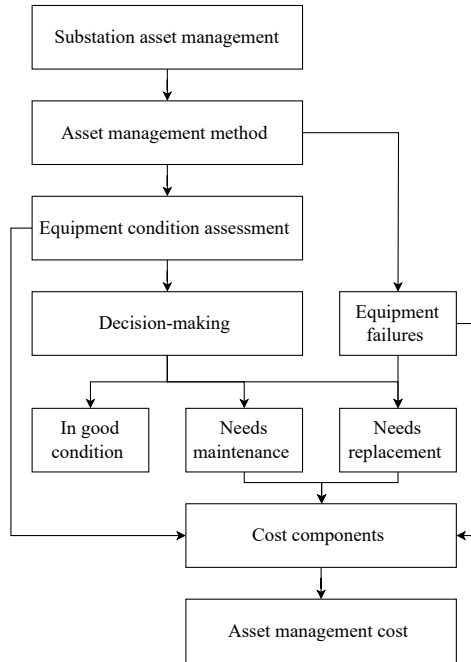 Substation asset management
Asset management method
Equipment condition assessment
Decision-making
Equipment
failures
In good
condition
Needs
maintenance
Needs
replacement
Cost components
Asset management cost